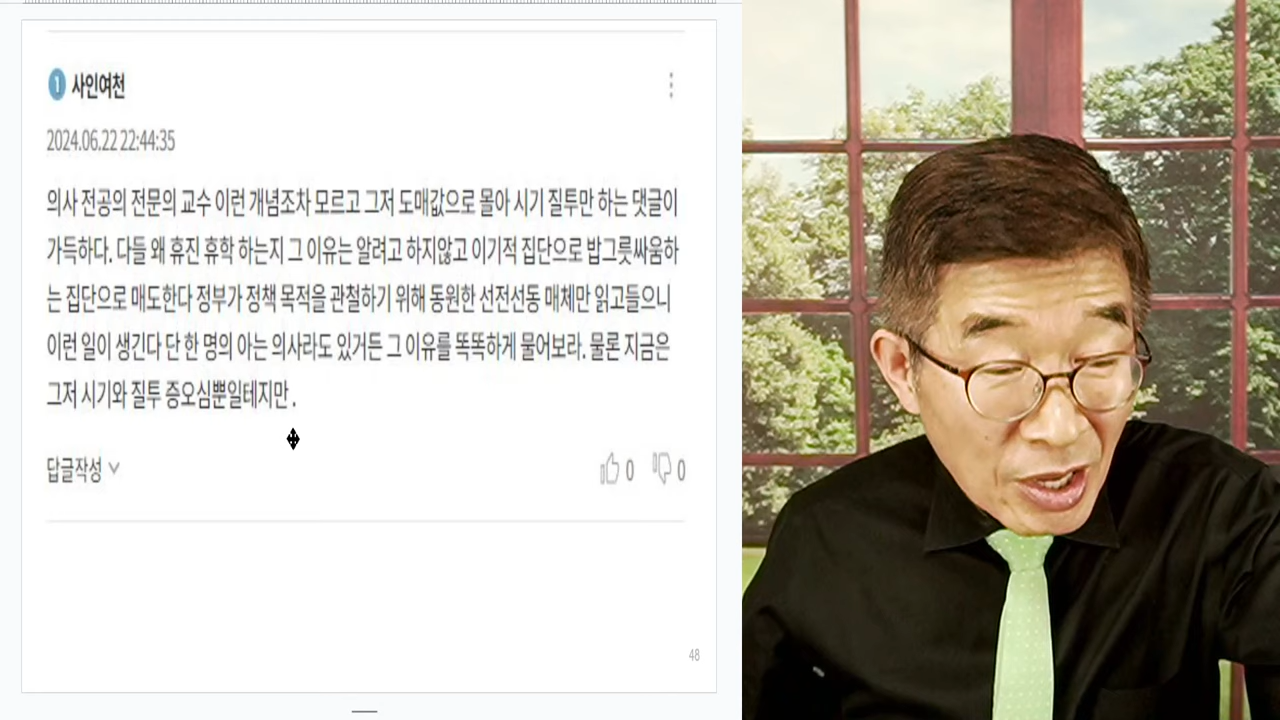 1 사인여천
2024.06.22 22:44:35
의사 전공의 전문의 교수 이런 개념조차 모르고 그저 도매값으로 몰아 시기 질투만 하는 댓글이
가득하다. 다들 왜 휴진 휴학 하는지 그 이유는 알려고 하지않고 이기적 집단으로 밥그릇싸움하
는 집단으로 매도한다 정부가 정책 목적을 관철하기 위해 동원한 선전선동 매체만 읽고들으니
이런 일이 생긴다 단 한 명의 아는 의사라도 있거든 그 이유를 똑똑하게 물어보라. 물론 지금은
그저 시기와 질투 증오심뿐일테지만 .
답글작성 0 0
48